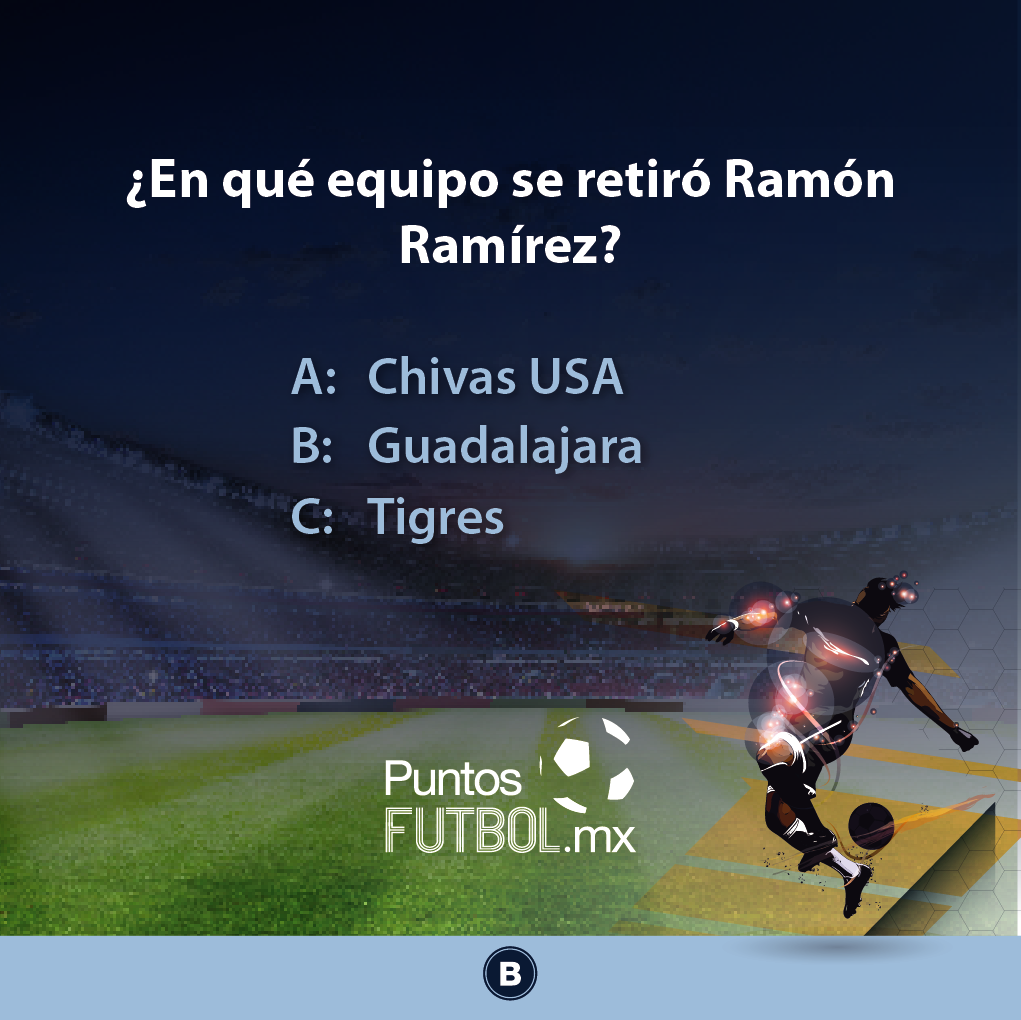 ¿En qué equipo se retiró Ramón
Ramírez?
A: Chivas USA
B: Guadalajara
C: Tigres
Puntos
FUTBOL.mx
B